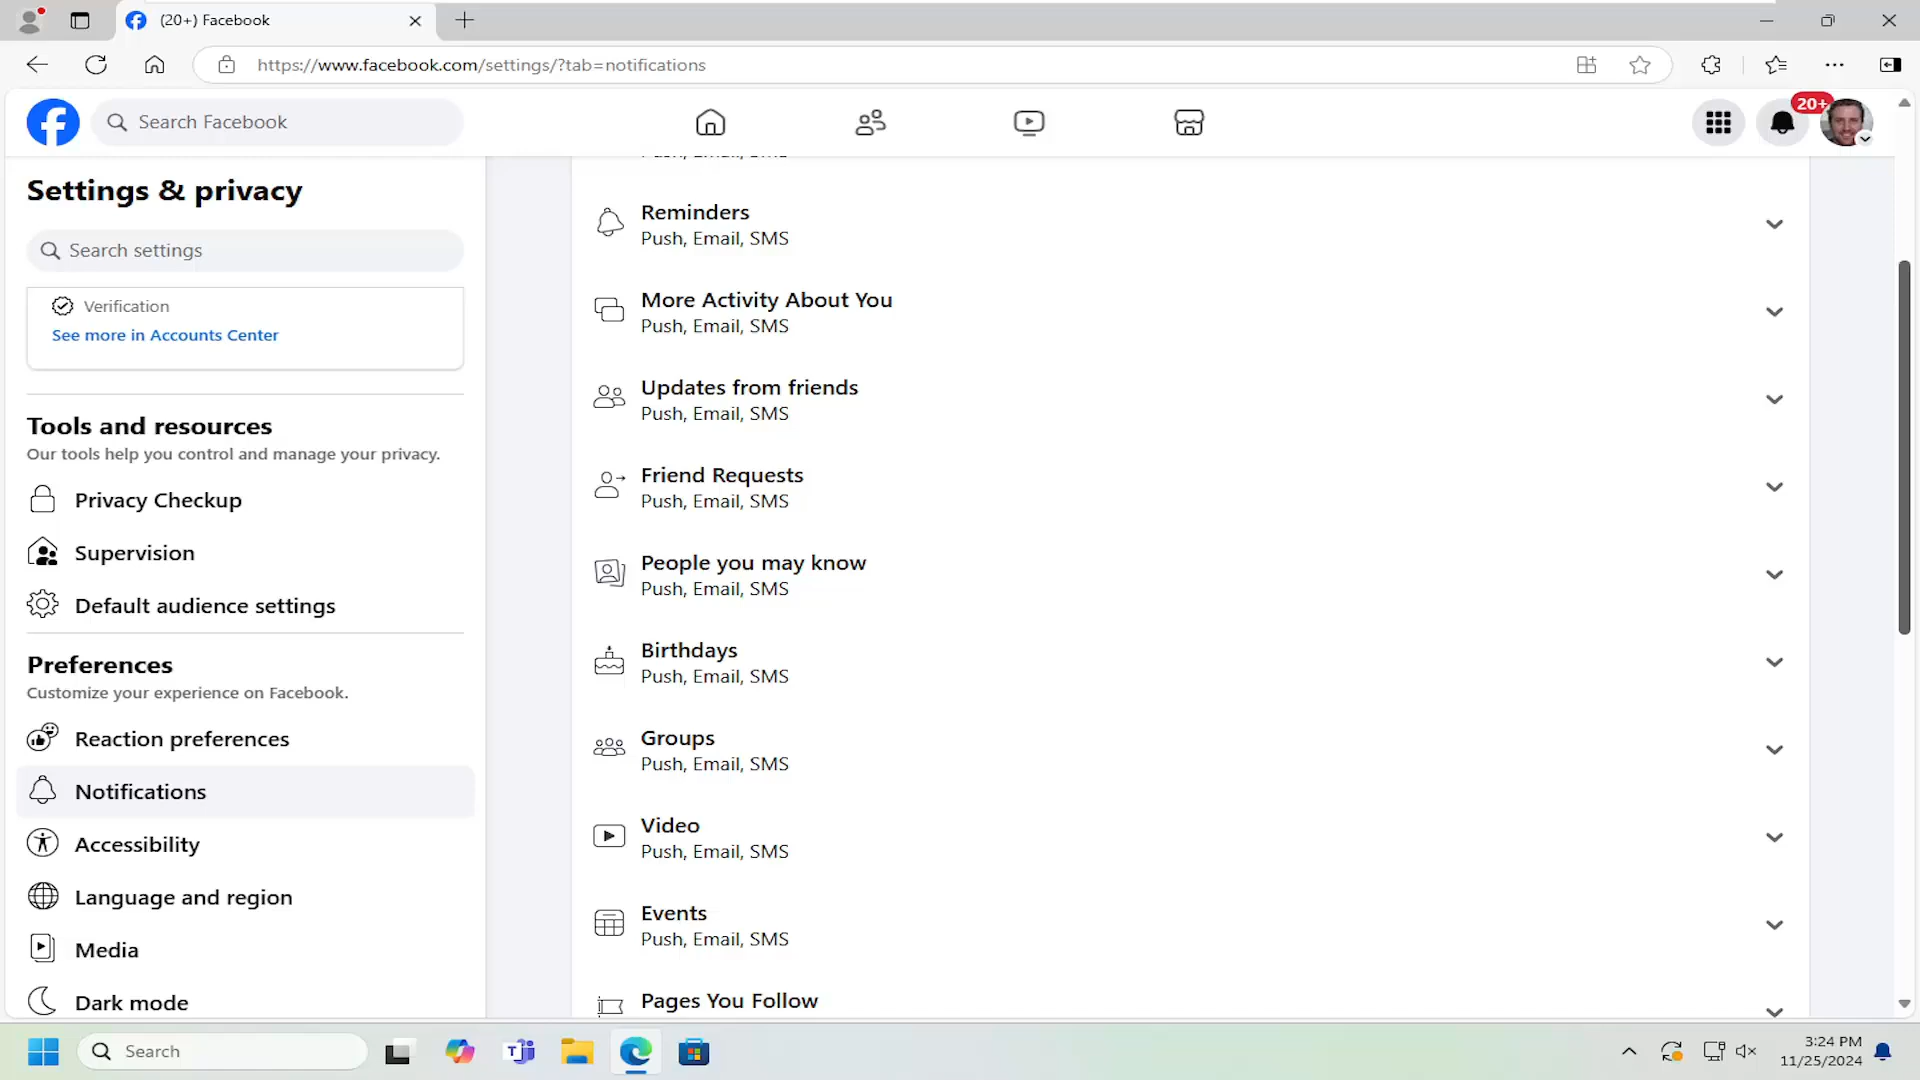 (20+) Facebook
https://www.facebook.com/settings/?tab=notifications
Search Facebook
20+
Settings & privacy
Search settings
Verification
See more in Accounts Center
Tools and resources
Our tools help you control and manage your privacy.
Privacy Checkup
Supervision
Default audience settings
Preferences
Customize your experience on Facebook.
Reaction preferences
Notifications
Accessibility
Language and region
Media
Dark mode
Push, Email, SMS
Reminders
Push, Email, SMS
More Activity About You
Push, Email, SMS
Updates from friends
Push, Email, SMS
Friend Requests
Push, Email, SMS
People you may know
Push, Email, SMS
Birthdays
Push, Email, SMS
Groups
Push, Email, SMS
Video
Push, Email, SMS
Events
Push, Email, SMS
Pages You Follow
Search
3:24 PM
11/25/2024